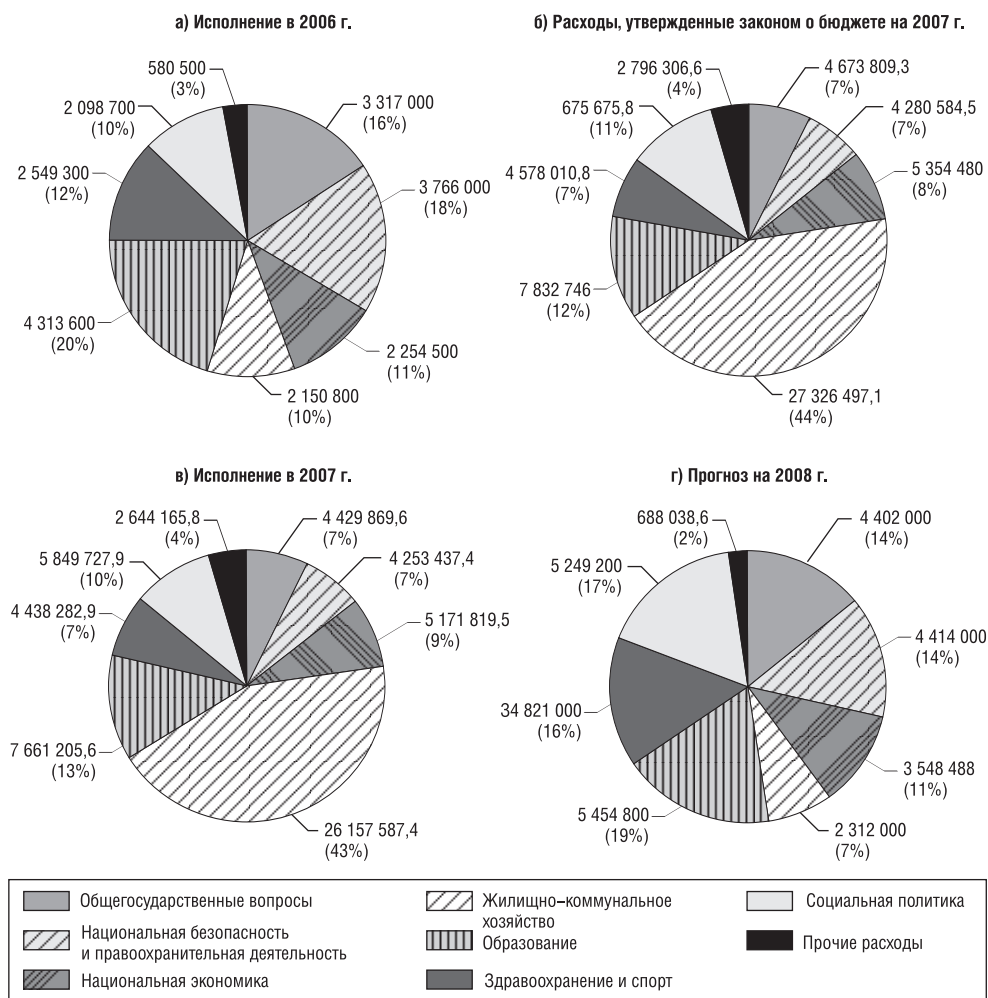 а) Исполнение в 2006 г.
580 500
(3%)
2 098 700
(10%)
2 549 300
(12%)
4 313 600
(20%)
3 317 000
(16%)
3 766 000
(18%)
2 254 500
(11%)
2 150 800
(10%)
б) Расходы, утвержденные законом о бюджете на 2007 г.
2 796 306,6
(4%)
675 675,8
(11%)
4 578 010,8
(7%)
7 832 746
(12%)
4 673 809,3
(7%)
4 280 584,5
(7%)
5 354 480
(8%)
27 326 497,1
(44%)
в) Исполнение в 2007 г.
2 644 165,8
(4%)
5 849 727,9
(10%)
4 438 282,9
(7%)
7 661 205,6
(13%)
4 429 869,6
(7%)
4 253 437,4
(7%)
5 171 819,5
(9%)
26 157 587,4
(43%)
г) Прогноз на 2008 г.
688 038,6
(2%)
5 249 200
(17%)
34 821 000
(16%)
5 454 800
(19%)
4 402 000
(14%)
4 414 000
(14%)
3 548 488
(11%)
2 312 000
(7%)
Общегосударственные вопросы
Национальная безопасность
и правоохранительная деятельность
Национальная экономика
Жилищно–коммунальное
хозяйство
Образование
Здравоохранение и спорт
Социальная политика
Прочие расходы